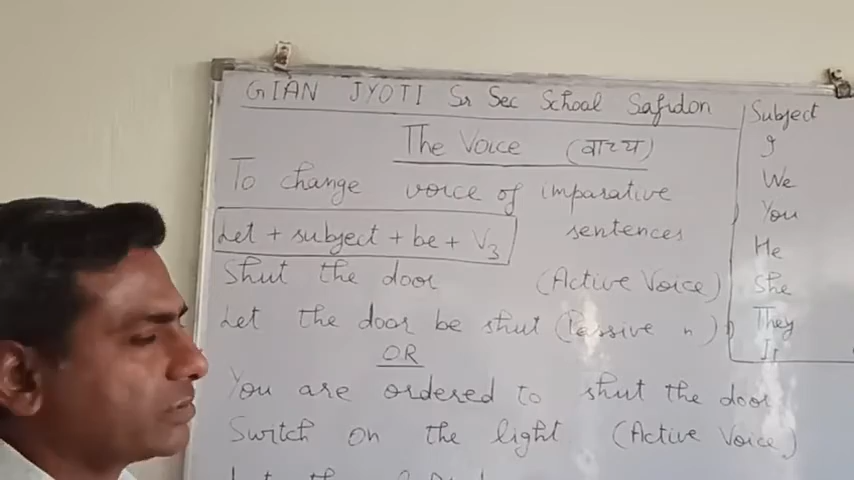 GIAN JYOTI Sr Sec School Safidon
The Voice (वाच्य)
To change voice of imparative
sentences
Let + subject + be + V3
Shut the door (Active Voice)
Let the door be shut (Passive " )
OR
You are ordered to shut the door
Switch on the light (Active Voice)
Subject
I
We
You
He
She
They
It